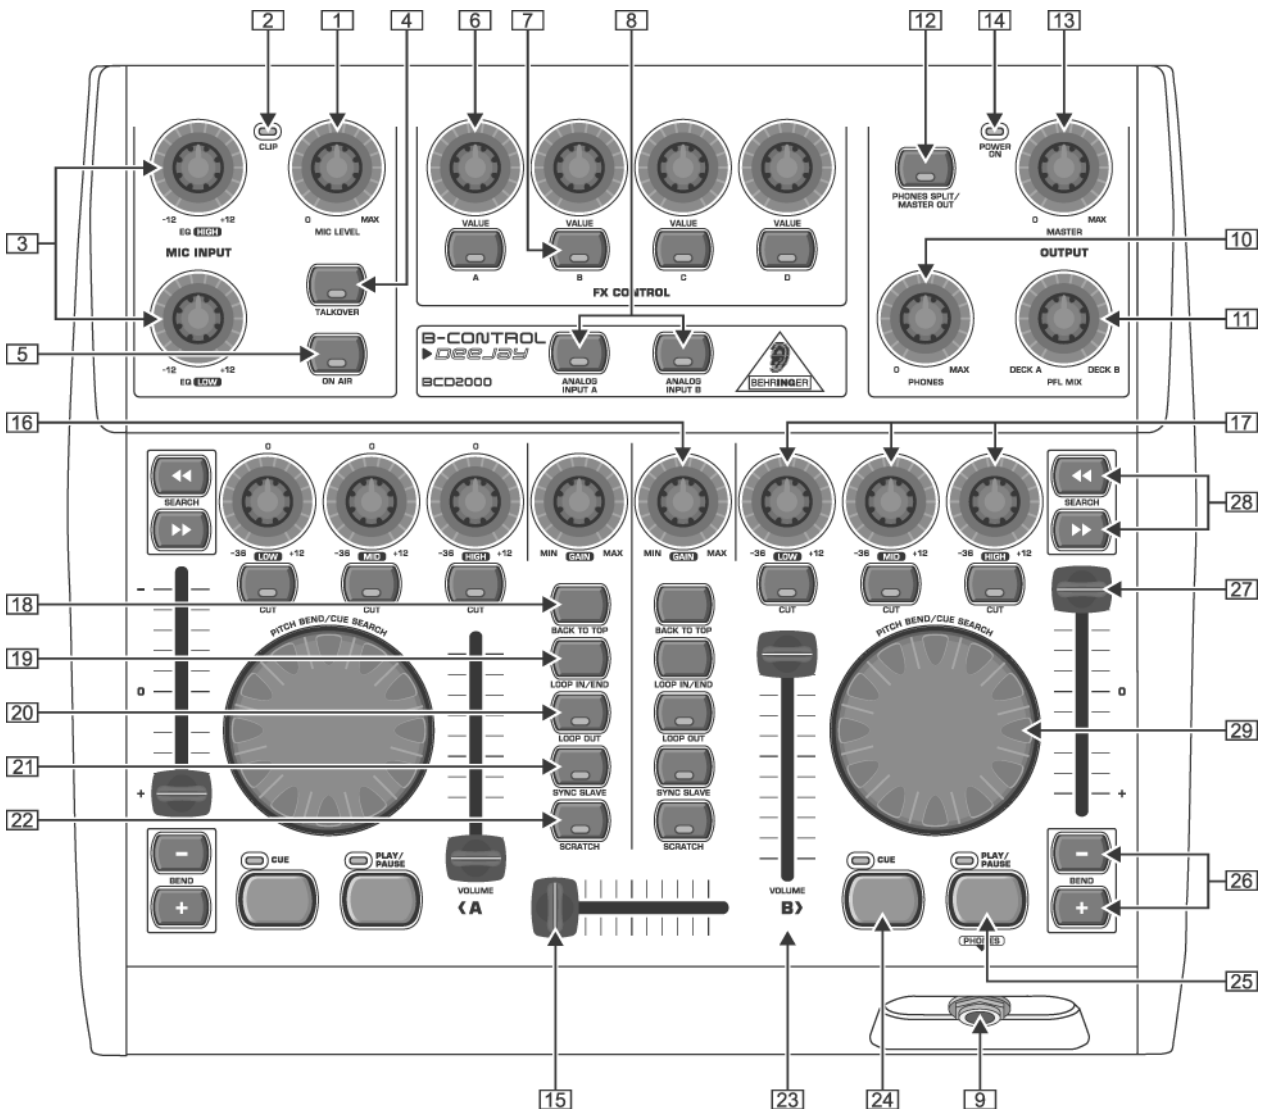 2 1 4 6 7 8 12 14 13
CLIP
POWER ON
-12 +12
EQ HIGH
0 MAX
MIC LEVEL
VALUE VALUE VALUE VALUE
PHONES SPLIT/
MASTER OUT
0 MAX
MASTER
3
MIC INPUT
A B C D
FX CONTROL
10
OUTPUT
TALKOVER
5
ON AIR
-12 +12
EQ LOW
B-CONTROL
DEEJAY
BCD2000
ANALOG
INPUT A
ANALOG
INPUT B
BEHRINGER
0 MAX
PHONES
DECK A DECK B
PFL MIX
11
16 17
0 0 0
SEARCH
SEARCH
28
-36 LOW +12
-36 MID +12
-36 HIGH +12
MIN GAIN MAX
MIN GAIN MAX
-36 LOW +12
-36 MID +12
-36 HIGH +12
CUT CUT CUT
CUT CUT CUT
18
27
-
BACK TO TOP BACK TO TOP
PITCH BEND/CUE SEARCH
PITCH BEND/CUE SEARCH
19
LOOP IN/END LOOP IN/END
0 0
20
LOOP OUT LOOP OUT
29
21
SYNC SLAVE SYNC SLAVE
+ +
22
SCRATCH SCRATCH
-
BEND
+
CUE
PLAY/
PAUSE
VOLUME
A
VOLUME
B
CUE
PLAY/
PAUSE
-
BEND
+
26
PHONES
25
15 23 24 9